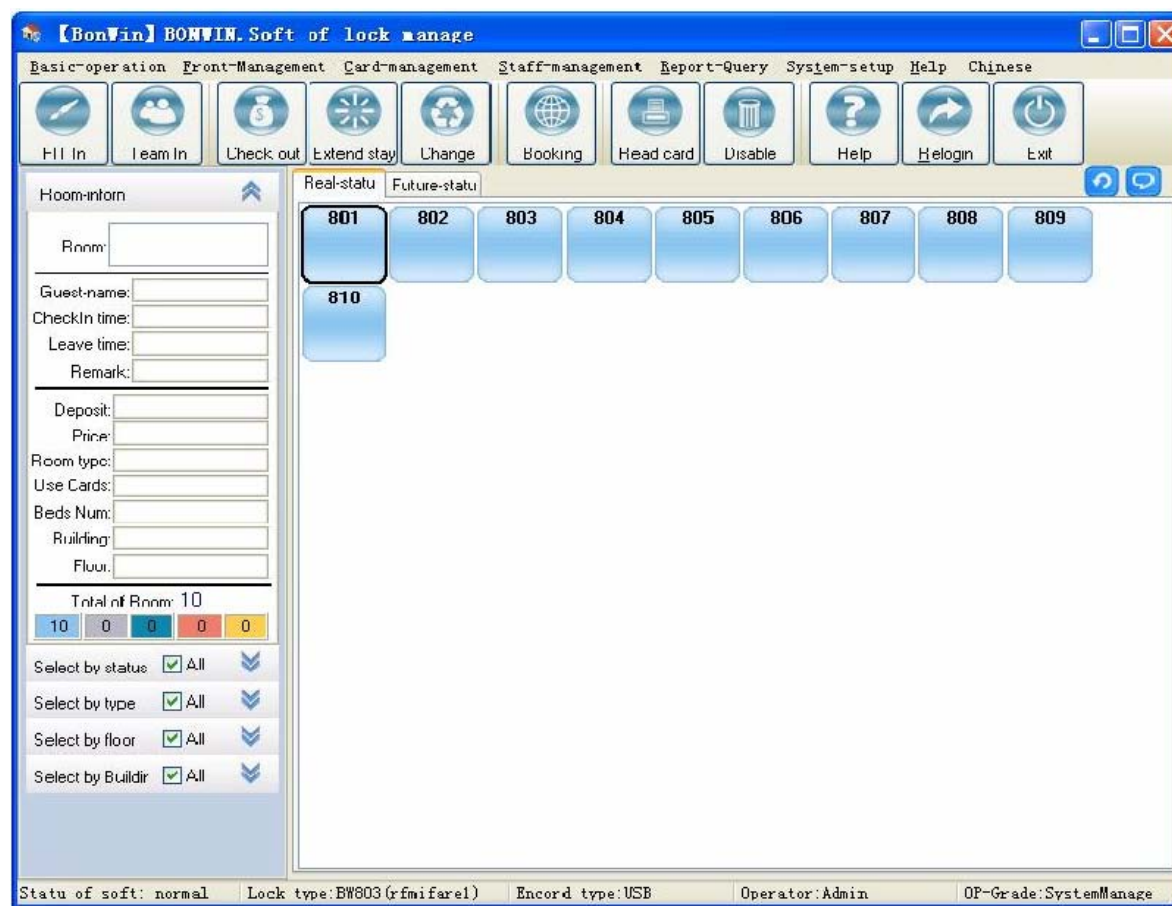 【BonWin】BONWIN.Soft of lock manage
Basic-operation Front-Management Card-management Staff-management Report-Query System-setup Help Chinese
Fit In Team In Check out Extend stay Change Booking Read card Disable Help Relogin Exit
Room-inforn
Real-statu Future-statu
801 802 803 804 805 806 807 808 809
810
Room:
Guest-name:
CheckIn time:
Leave time:
Remark:
Deposit:
Price:
Room type:
Use Cards:
Beds Num:
Building:
Floor:
Total of Room: 10
10 0 0 0 0
Select by status All
Select by type All
Select by floor All
Select by Buildir All
Statu of soft: normal Lock type:BW803(rfmifare1) Encord type:USB Operator:Admin OP-Grade:SystemManage